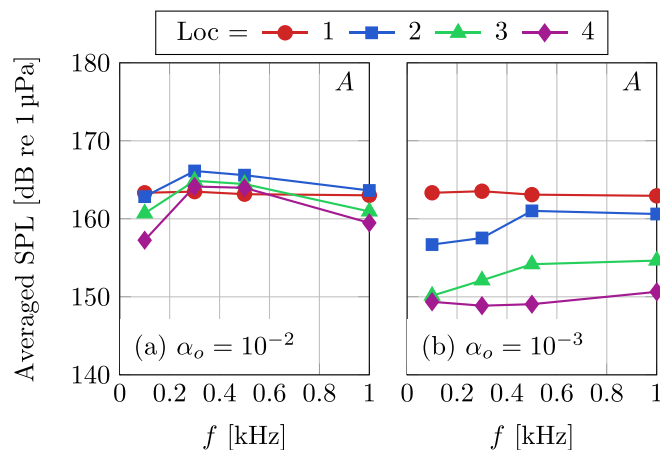 Loc = 1 2 3 4
Averaged SPL [dB re 1 µPa]
180
170
160
150
140
A A
(a) αₒ = 10⁻² (b) αₒ = 10⁻³
0 0.2 0.4 0.6 0.8 1 0 0.2 0.4 0.6 0.8 1
f [kHz] f [kHz]